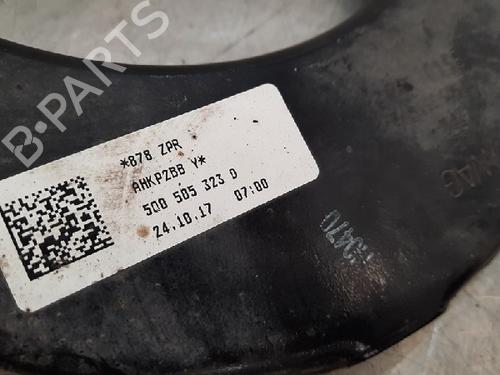 B-PARTS
*878 ZPR
AHKP2BB Y*
5Q0 505 323 D
24.10.17 07:00